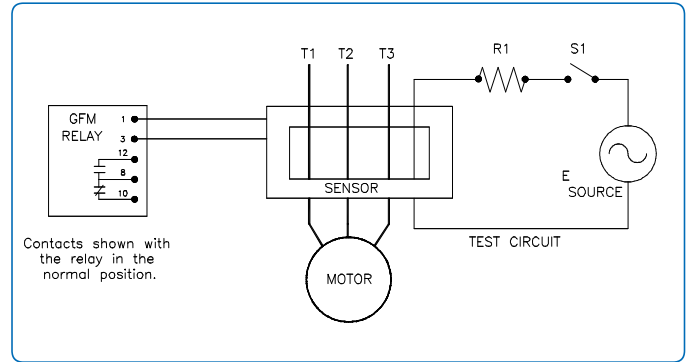 T1 T2 T3
R1 S1
GFM
RELAY
1
3
12
8
10
SENSOR
E
SOURCE
TEST CIRCUIT
Contacts shown with
the relay in the
normal position.
MOTOR